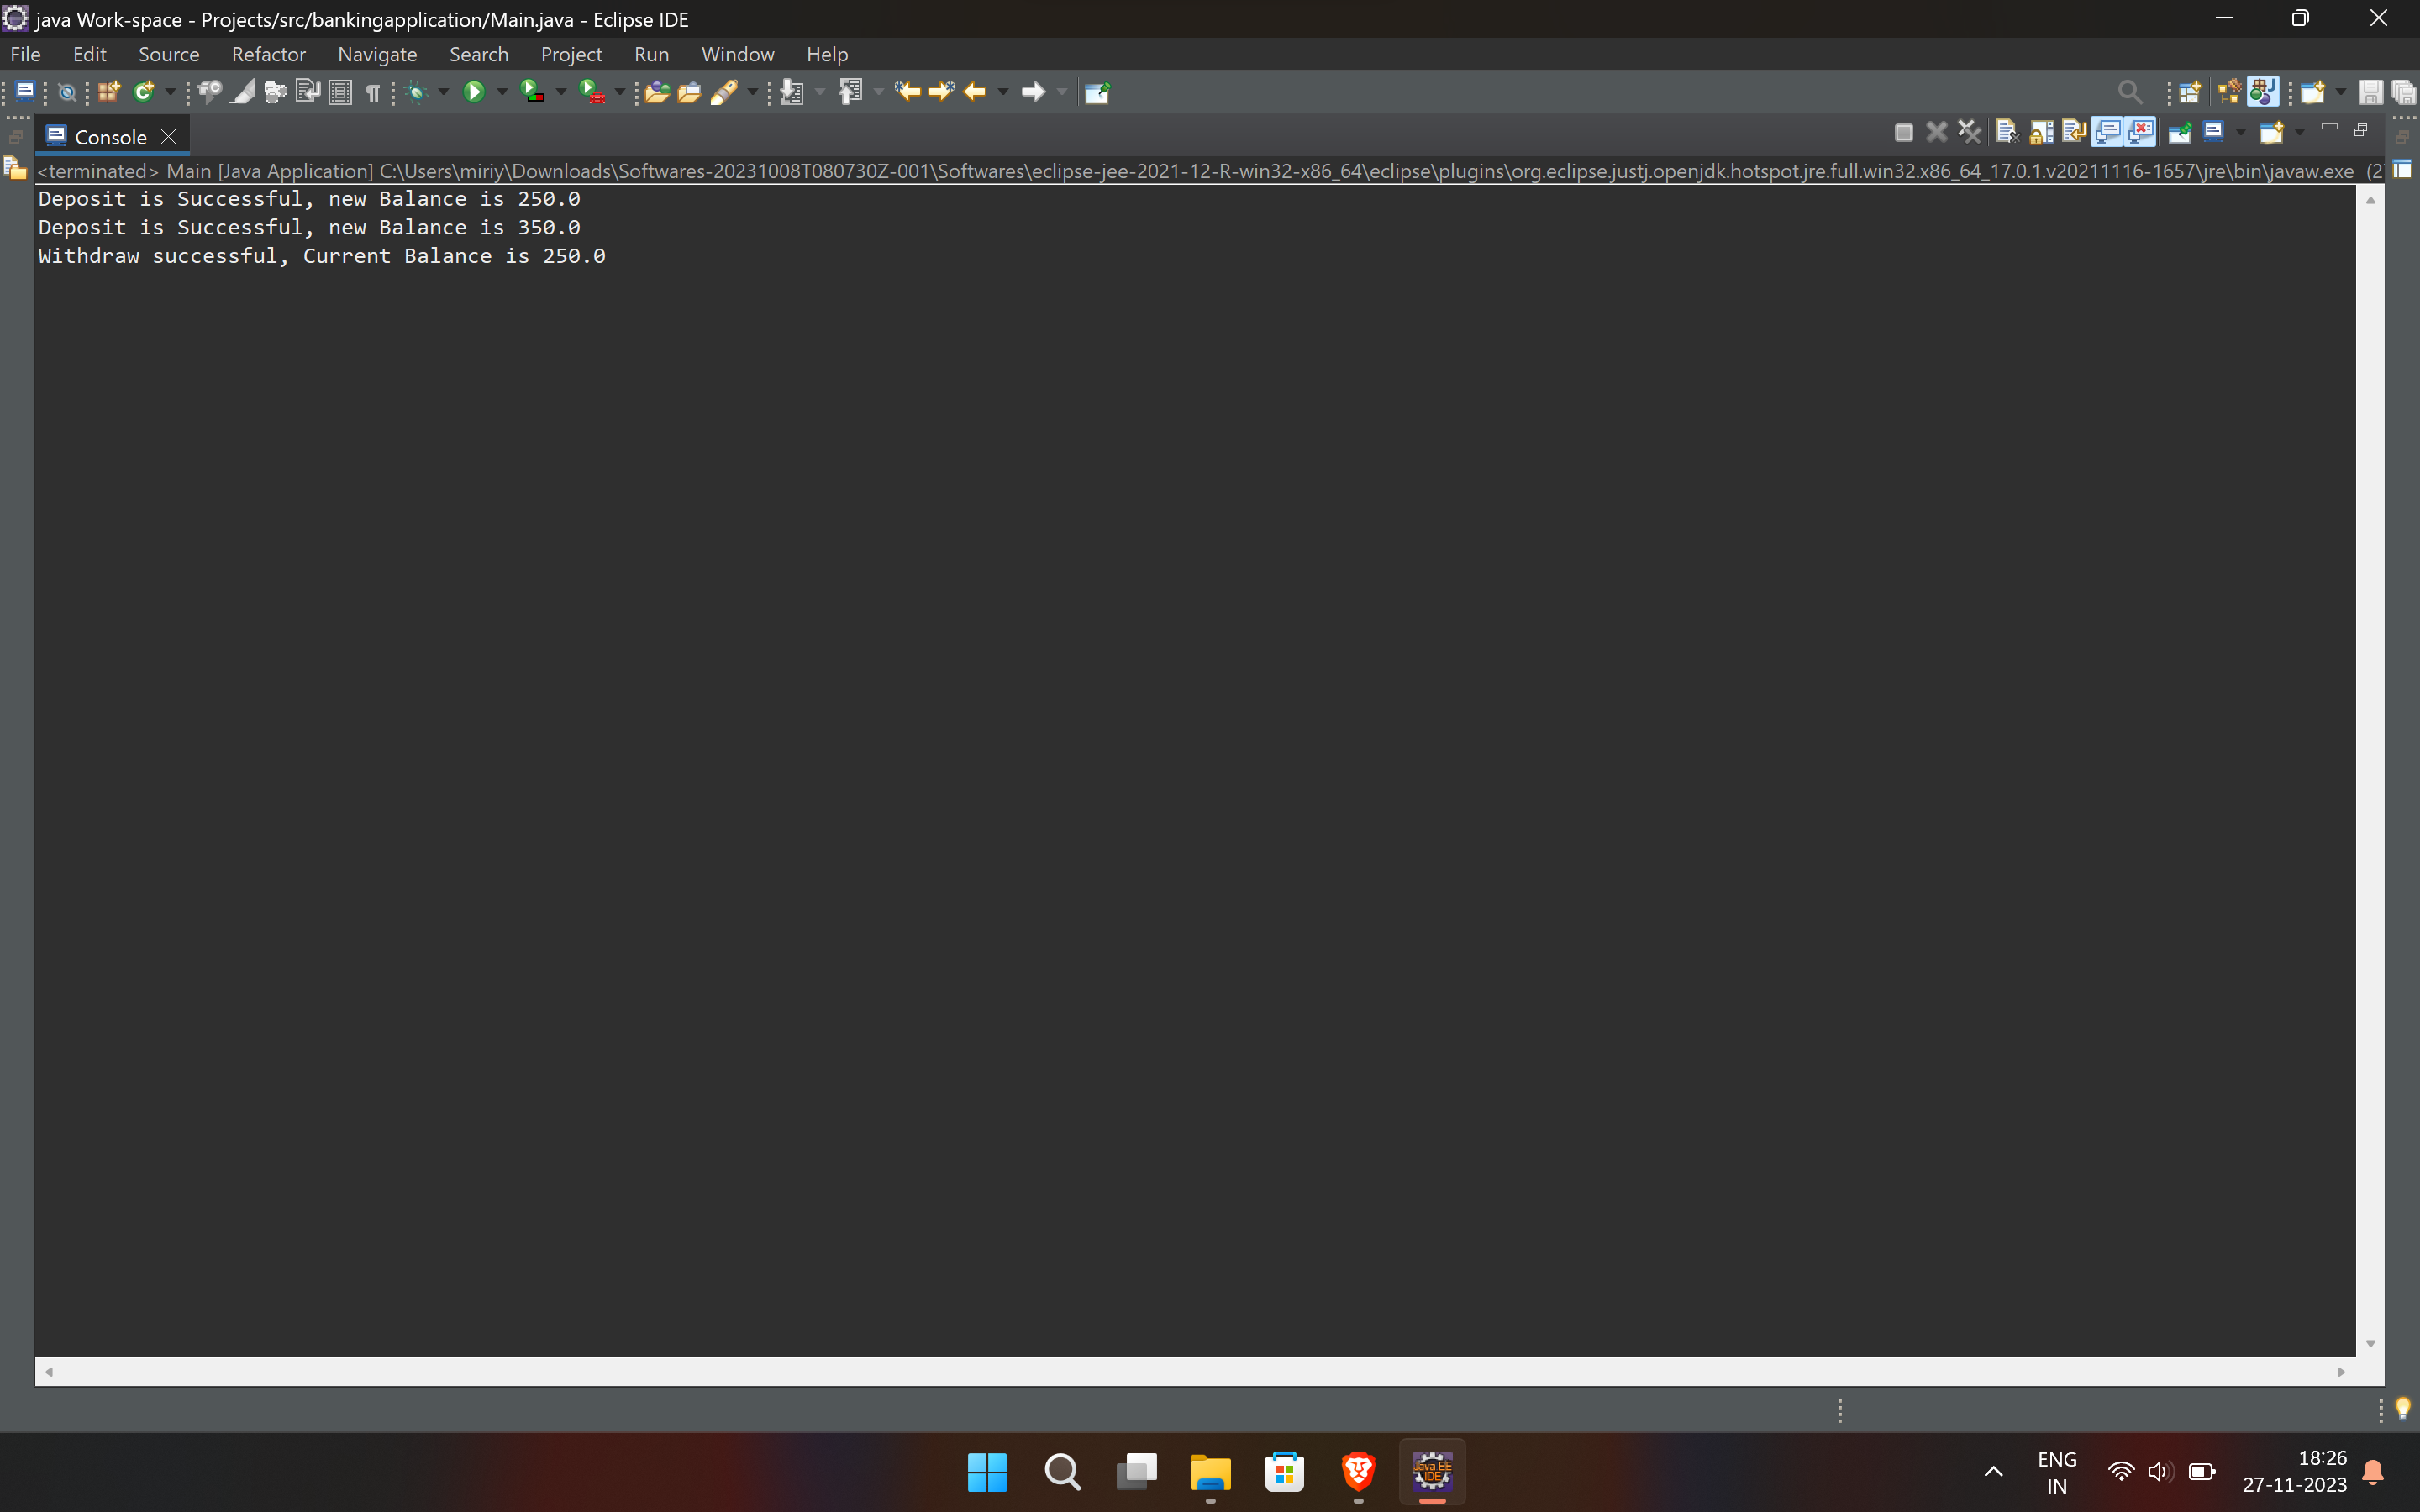 java Work-space - Projects/src/bankingapplication/Main.java - Eclipse IDE
File Edit Source Refactor Navigate Search Project Run Window Help
Console
<terminated> Main [Java Application] C:\Users\miriy\Downloads\Softwares-20231008T080730Z-001\Softwares\eclipse-jee-2021-12-R-win32-x86_64\eclipse\plugins\org.eclipse.justj.openjdk.hotspot.jre.full.win32.x86_64_17.0.1.v20211116-1657\jre\bin\javaw.exe (2
Deposit is Successful, new Balance is 250.0
Deposit is Successful, new Balance is 350.0
Withdraw successful, Current Balance is 250.0
Java EE
IDE
ENG
IN
18:26
27-11-2023